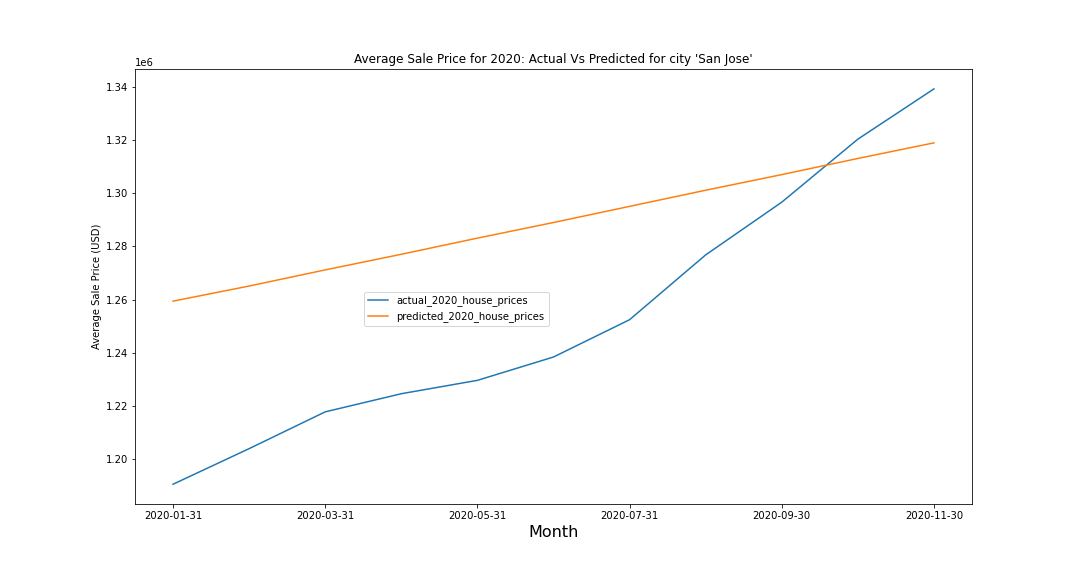 Average Sale Price for 2020: Actual Vs Predicted for city 'San Jose'
1e6
1.34
1.32
1.30
1.28
1.26
1.24
1.22
1.20
Average Sale Price (USD)
actual_2020_house_prices
predicted_2020_house_prices
2020-01-31 2020-03-31 2020-05-31 2020-07-31 2020-09-30 2020-11-30
Month